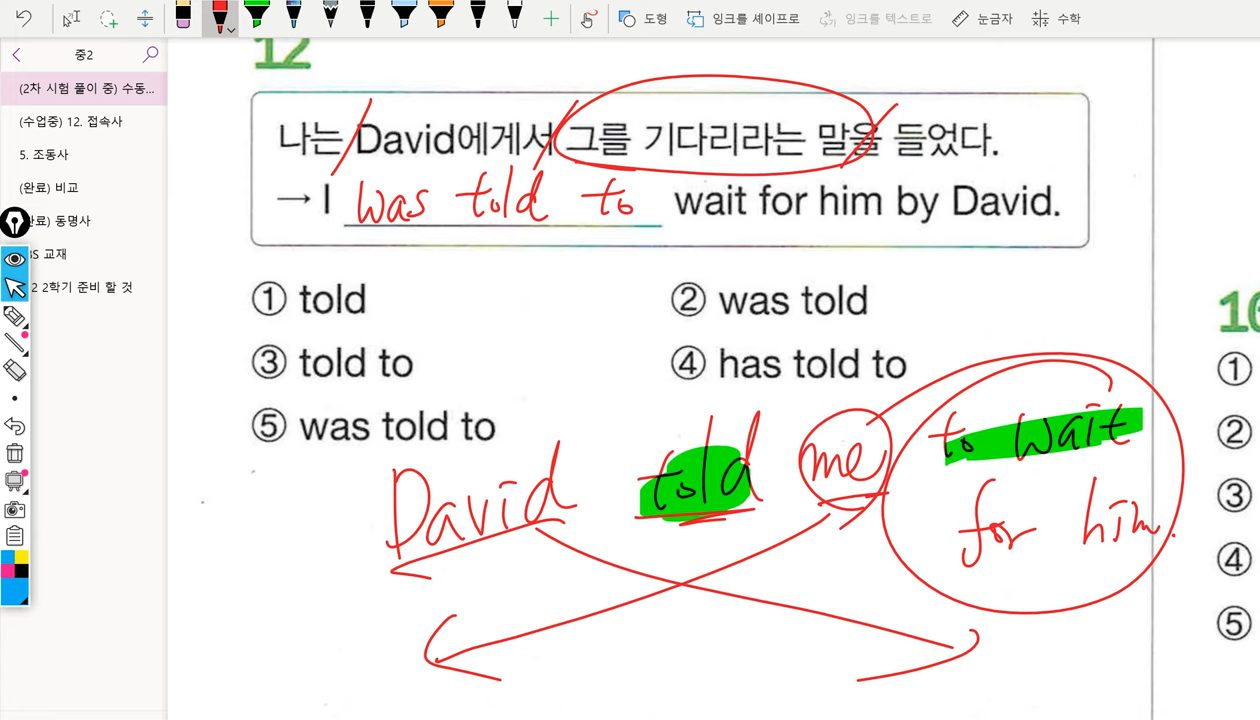 도형 잉크를 셰이프로 잉크를 텍스트로 눈금자 수학
중2
(2차 시험 풀이 중) 수동...
(수업중) 12. 접속사
5. 조동사
(완료) 비교
완료) 동명사
BS 교재
2 2학기 준비 할 것
12
나는 David에게서 그를 기다리라는 말을 들었다.
→ I was told to wait for him by David.
① told ② was told
③ told to ④ has told to
⑤ was told to
David told me to wait
for him.
16
①
②
③
④
⑤